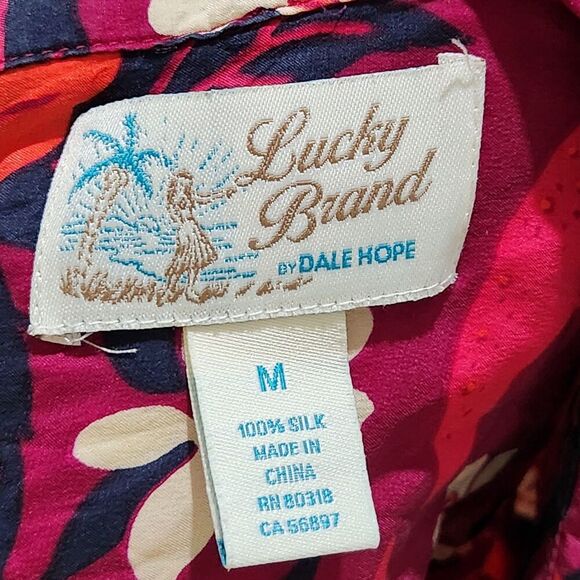 Lucky
Brand
BY DALE HOPE
M
100% SILK
MADE IN
CHINA
RN 80318
CA 56897